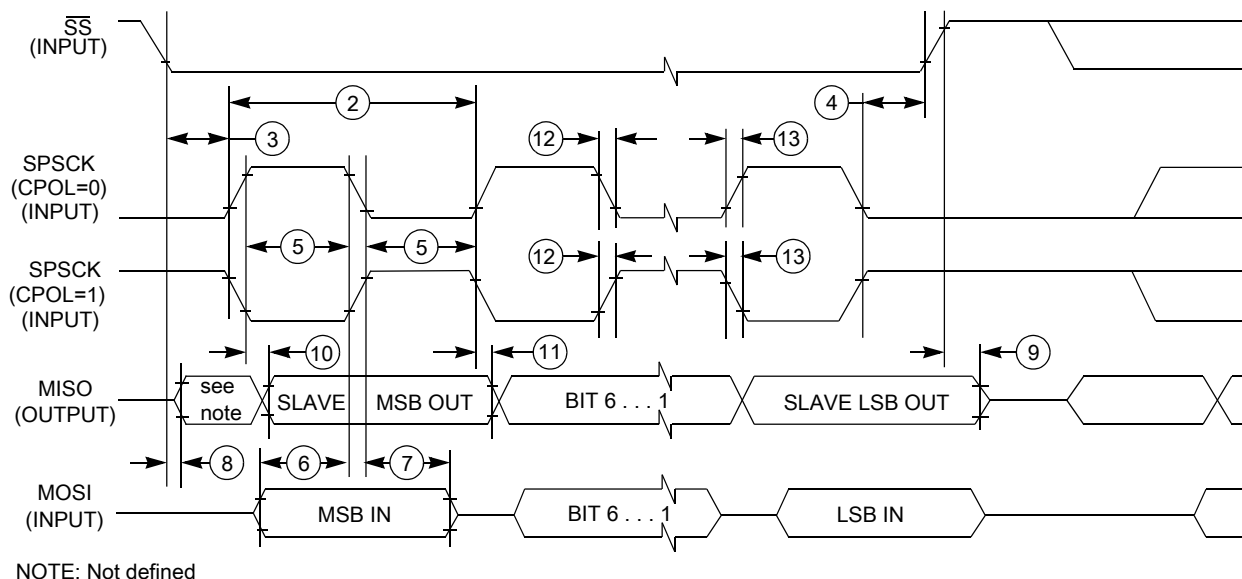 SS
(INPUT)
2
4
3
12
13
SPSCK
(CPOL=0)
(INPUT)
5
5
SPSCK
(CPOL=1)
(INPUT)
12
13
10
11
9
MISO
(OUTPUT)
see
note
SLAVE
MSB OUT
BIT 6 . . . 1
SLAVE LSB OUT
8
6
7
MOSI
(INPUT)
MSB IN
BIT 6 . . . 1
LSB IN
NOTE: Not defined